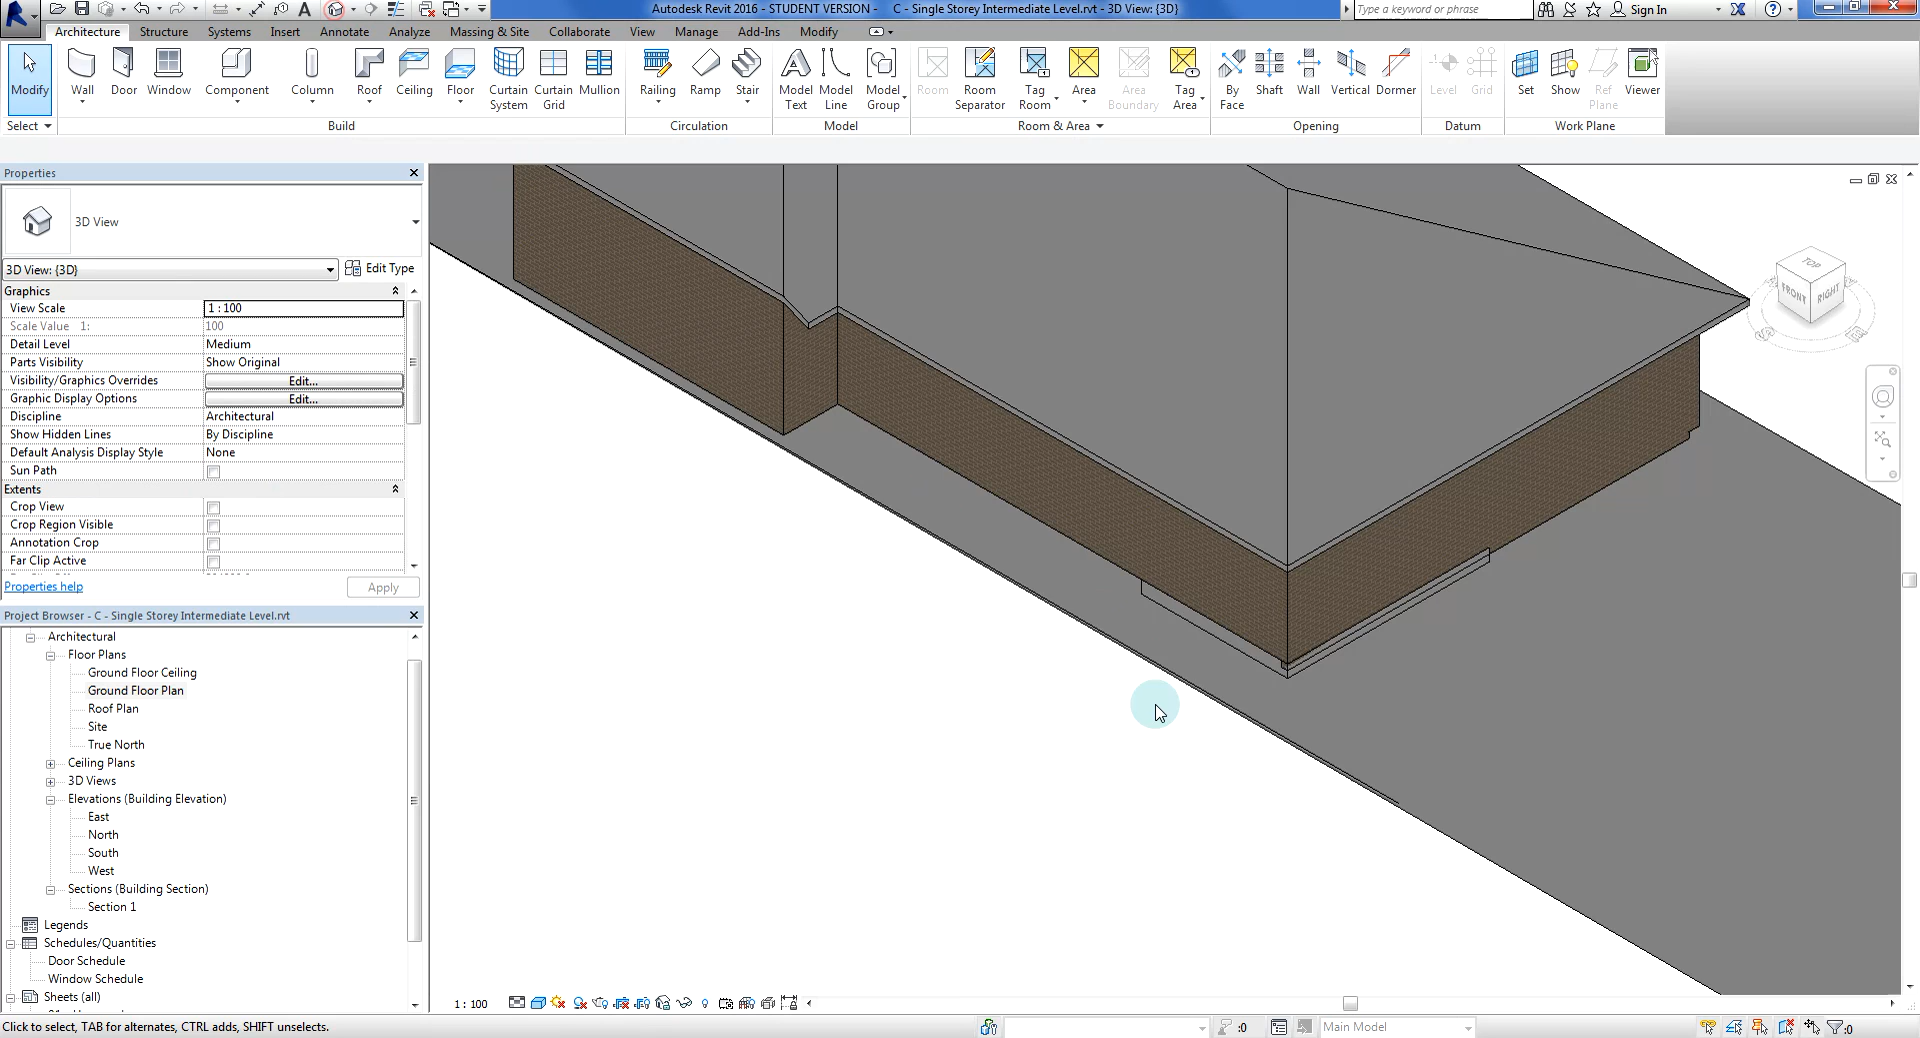 Autodesk Revit 2016 - STUDENT VERSION - C - Single Storey Intermediate Level.rvt - 3D View: {3D}
Type a keyword or phrase
Sign In
Architecture Structure Systems Insert Annotate Analyze Massing & Site Collaborate View Manage Add-Ins Modify
Modify Wall Door Window Component Column Roof Ceiling Floor Curtain System Curtain Grid Mullion Railing Ramp Stair Model Text Model Line Model Group Room Room Separator Tag Room Area Area Boundary Tag Area By Face Shaft Wall Vertical Dormer Level Grid Set Show Ref Plane Viewer
Select Build Circulation Model Room & Area Opening Datum Work Plane
Properties
3D View
3D View: {3D}
Edit Type
Graphics
View Scale 1 : 100
Scale Value 1: 100
Detail Level Medium
Parts Visibility Show Original
Visibility/Graphics Overrides Edit...
Graphic Display Options Edit...
Discipline Architectural
Show Hidden Lines By Discipline
Default Analysis Display Style None
Sun Path
Extents
Crop View
Crop Region Visible
Annotation Crop
Far Clip Active
Properties help
Apply
Project Browser - C - Single Storey Intermediate Level.rvt
Architectural
Floor Plans
Ground Floor Ceiling
Ground Floor Plan
Roof Plan
Site
True North
Ceiling Plans
3D Views
Elevations (Building Elevation)
East
North
South
West
Sections (Building Section)
Section 1
Legends
Schedules/Quantities
Door Schedule
Window Schedule
Sheets (all)
TOP
FRONT
RIGHT
S
E
1 : 100
Click to select, TAB for alternates, CTRL adds, SHIFT unselects.
:0
Main Model
:0